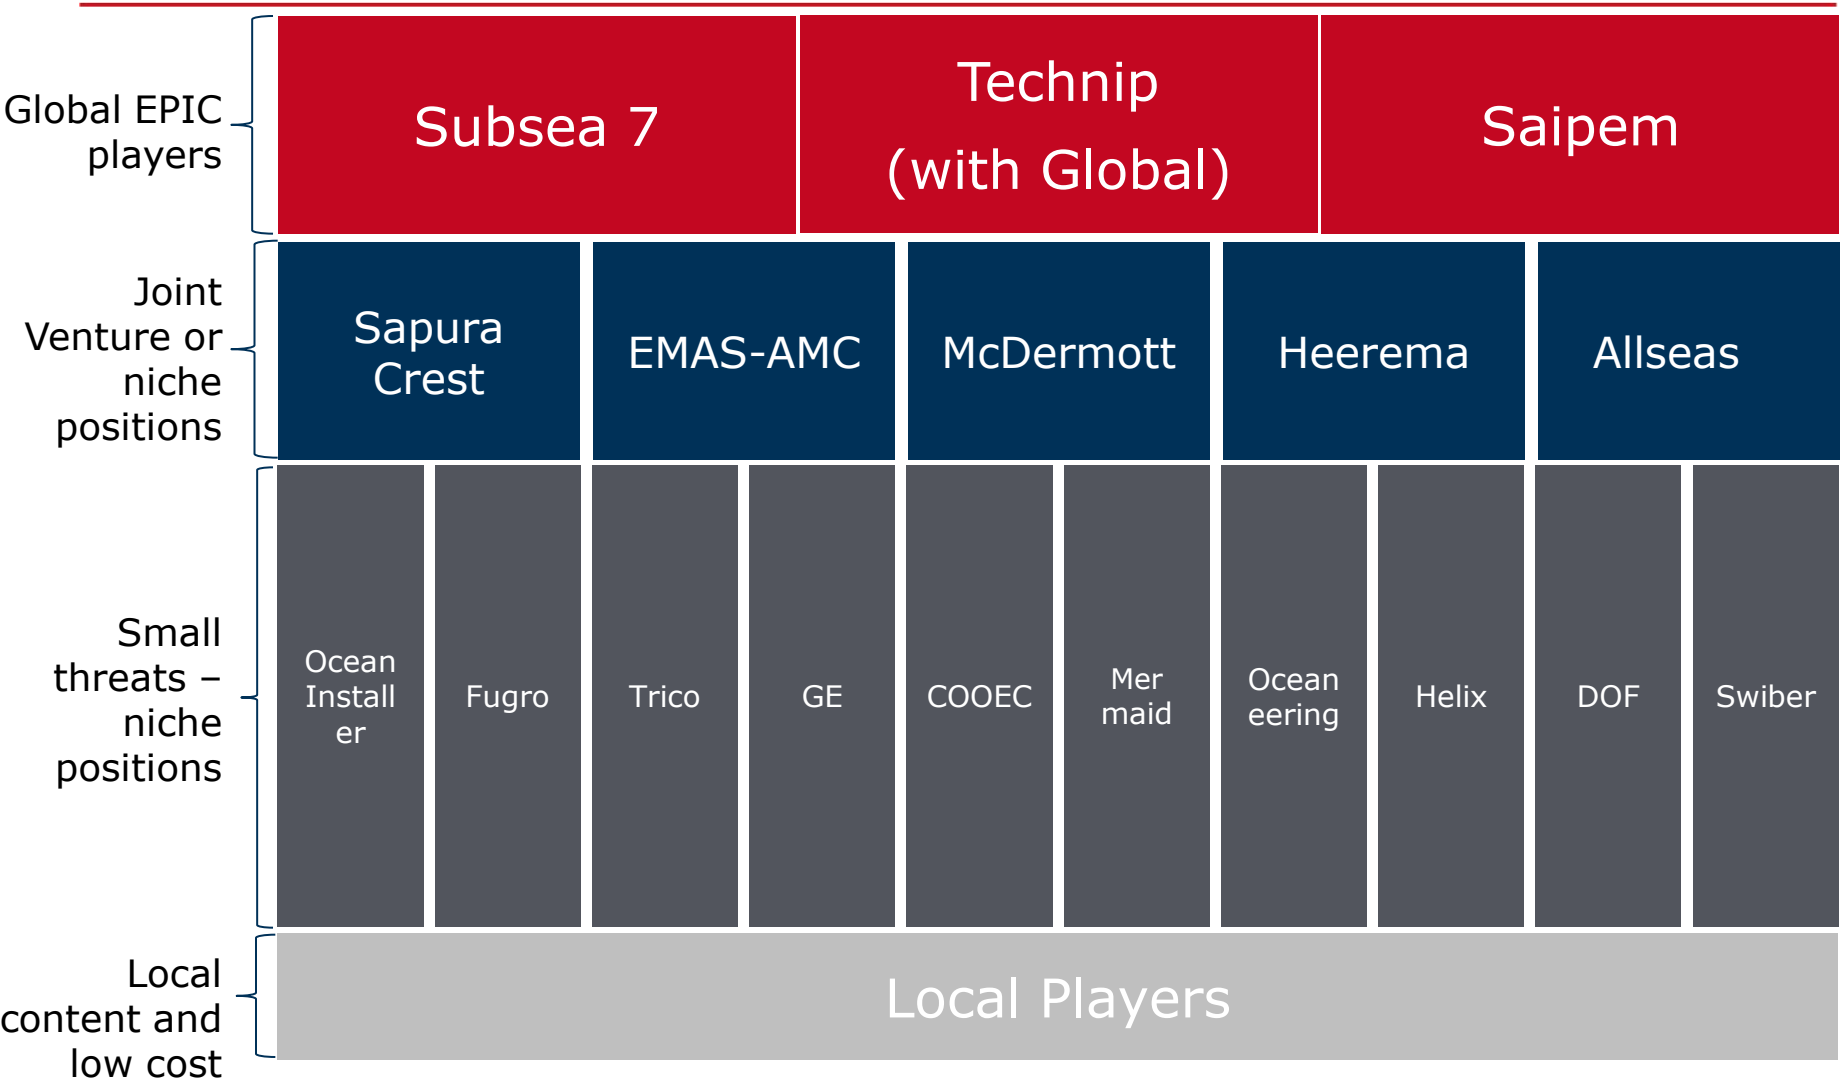 Global EPIC
players
Subsea 7
Technip
(with Global)
Saipem
Joint
Venture or
niche
positions
Sapura
Crest
EMAS-AMC
McDermott
Heerema
Allseas
Small
threats –
niche
positions
Ocean
Install
er
Fugro
Trico
GE
COOEC
Mer
maid
Ocean
eering
Helix
DOF
Swiber
Local
content and
low cost
Local Players